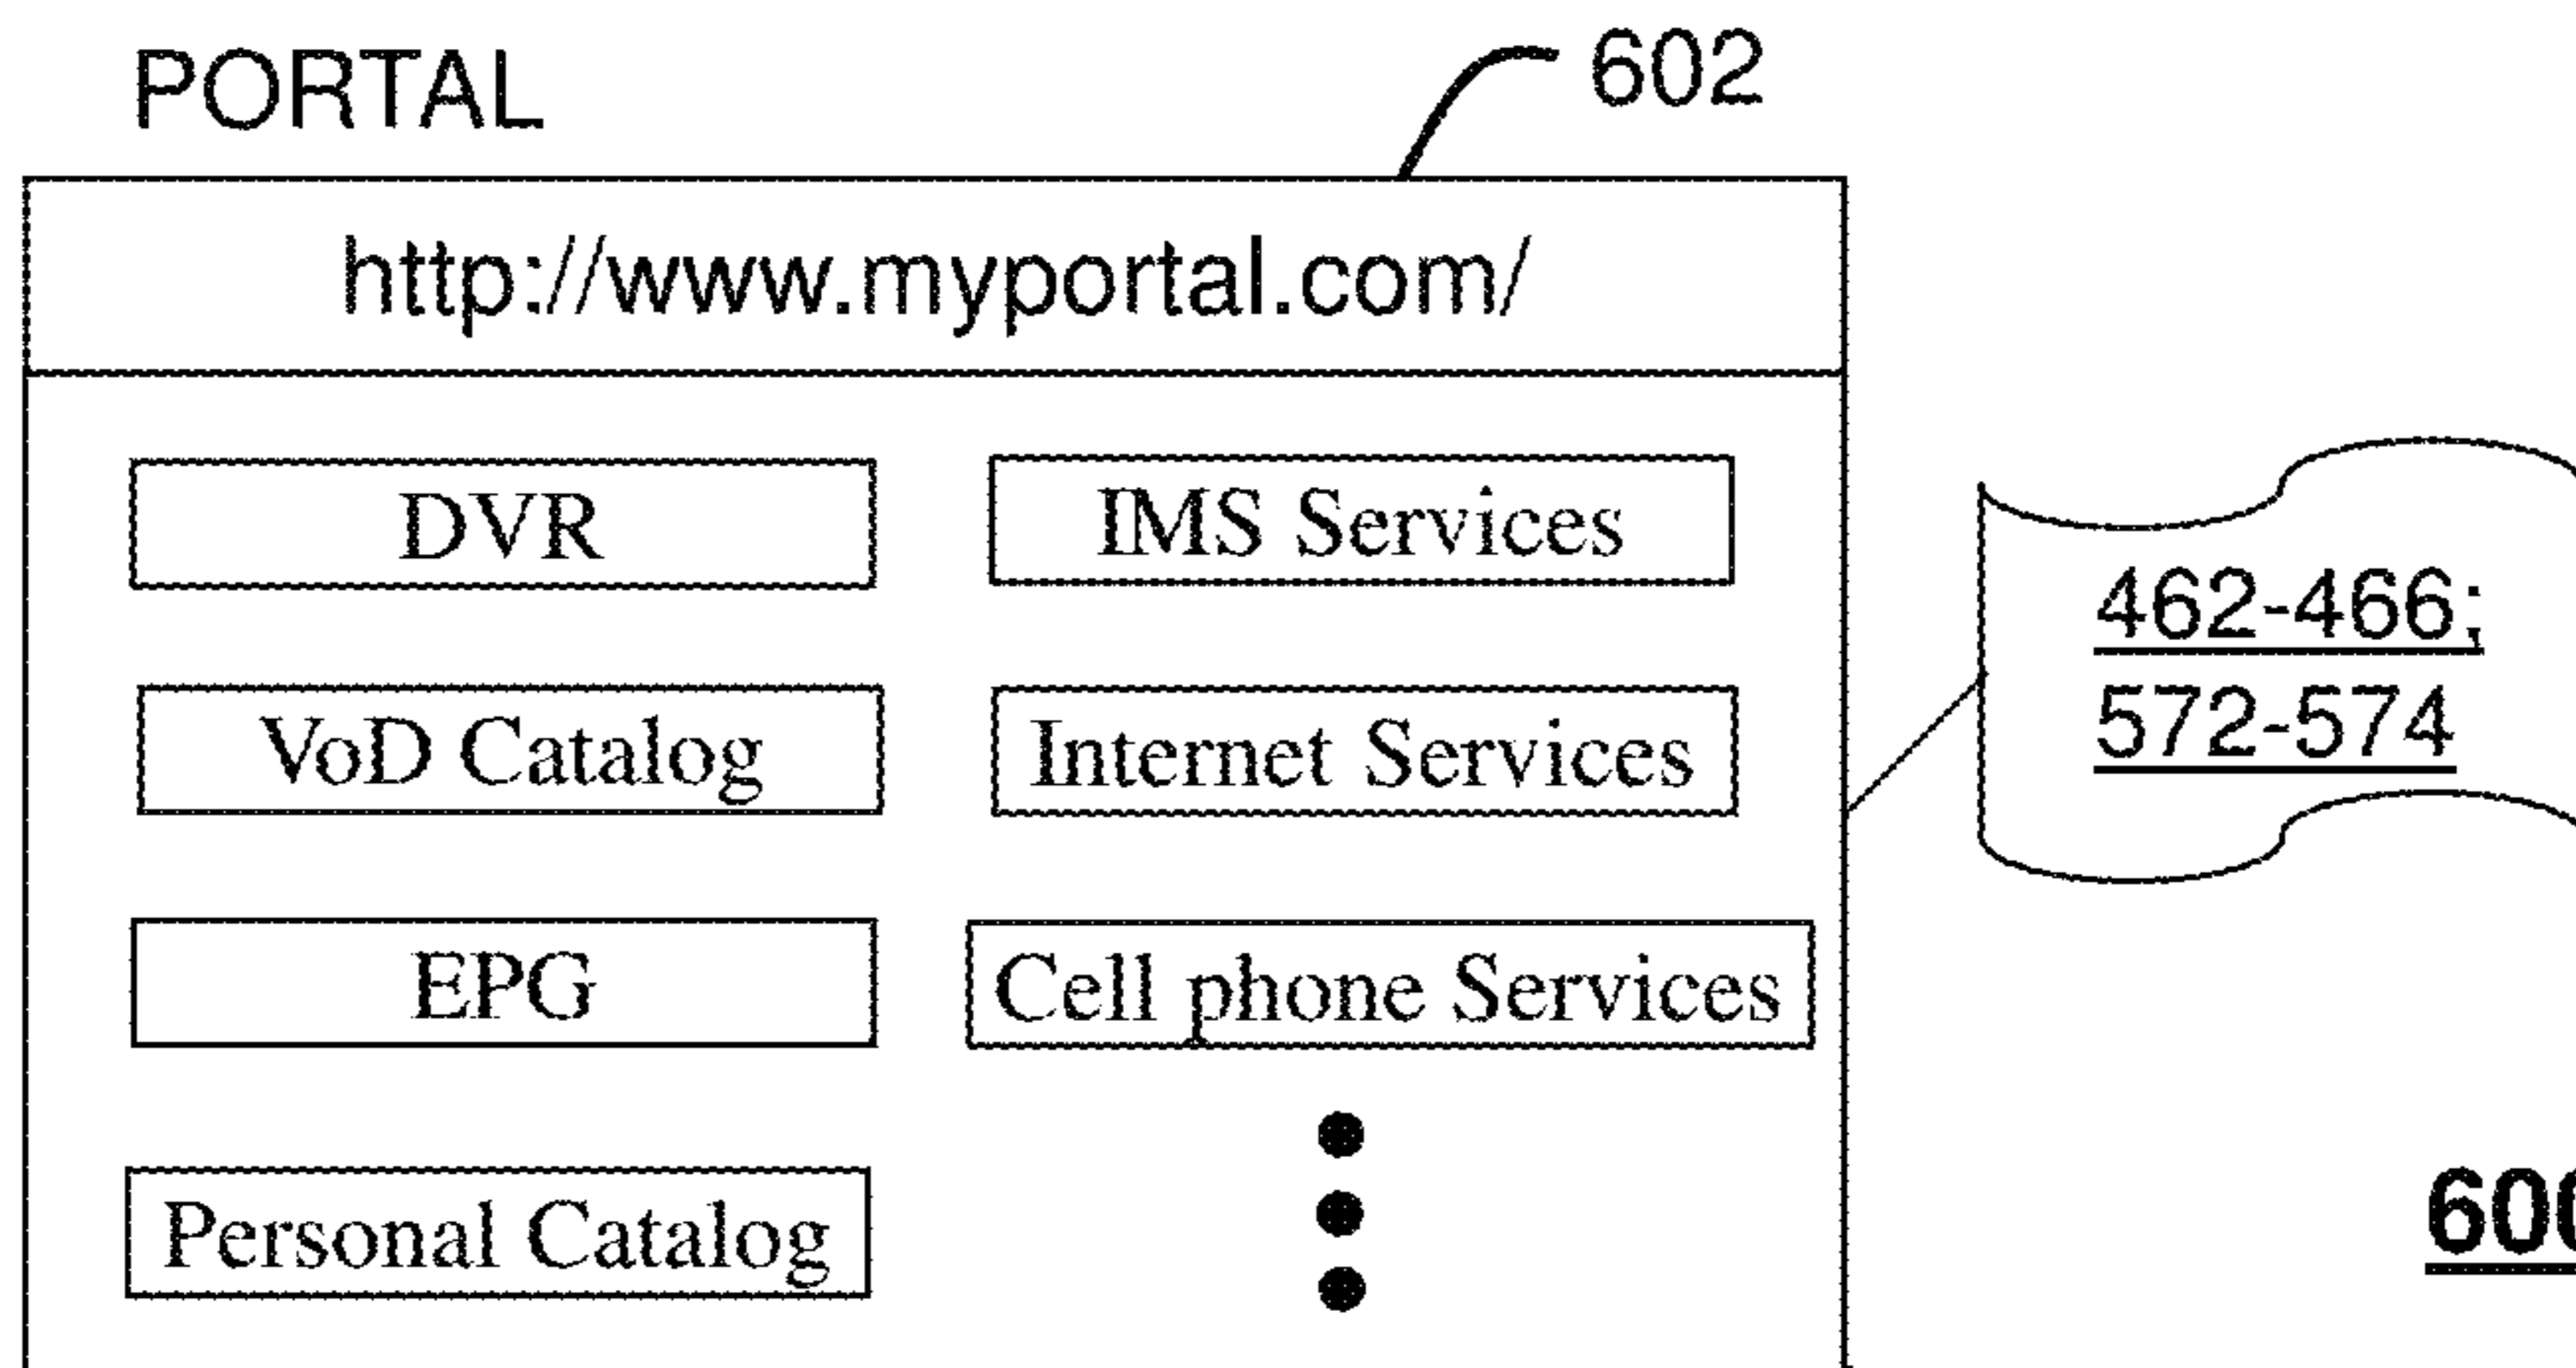 PORTAL
602
http://www.myportal.com/
DVR
IMS Services
462-466;
572-574
VoD Catalog
Internet Services
EPG
Cell phone Services
Personal Catalog